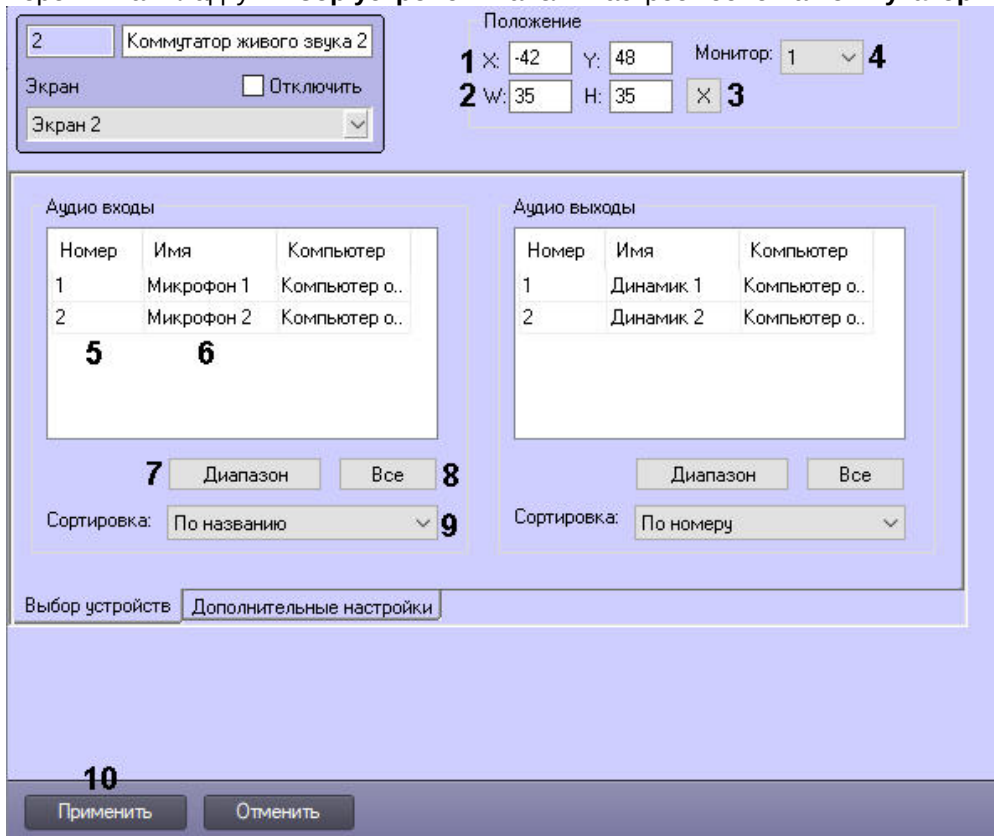 2 Коммутатор живого звука 2
Экран Отключить
Экран 2
Положение
1 X: -42 Y: 48 Монитор: 1 4
2 W: 35 H: 35 X 3
Аудио входы
Номер Имя Компьютер
1 Микрофон 1 Компьютер о..
2 Микрофон 2 Компьютер о..
5 6
7 Диапазон Все 8
Сортировка: По названию 9
Аудио выходы
Номер Имя Компьютер
1 Динамик 1 Компьютер о..
2 Динамик 2 Компьютер о..
Диапазон Все
Сортировка: По номеру
Выбор устройств Дополнительные настройки
10
Применить Отменить